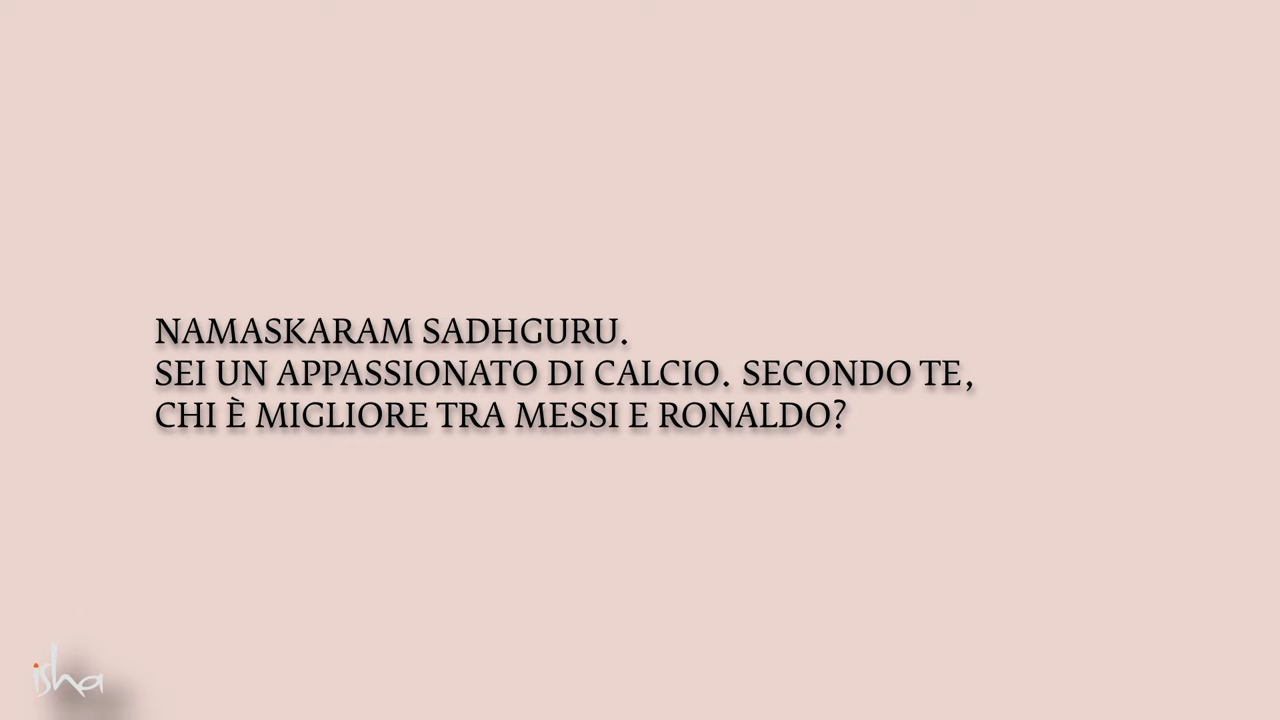 NAMASKARAM SADHGURU.
SEI UN APPASSIONATO DI CALCIO. SECONDO TE,
CHI È MIGLIORE TRA MESSI E RONALDO?
isha